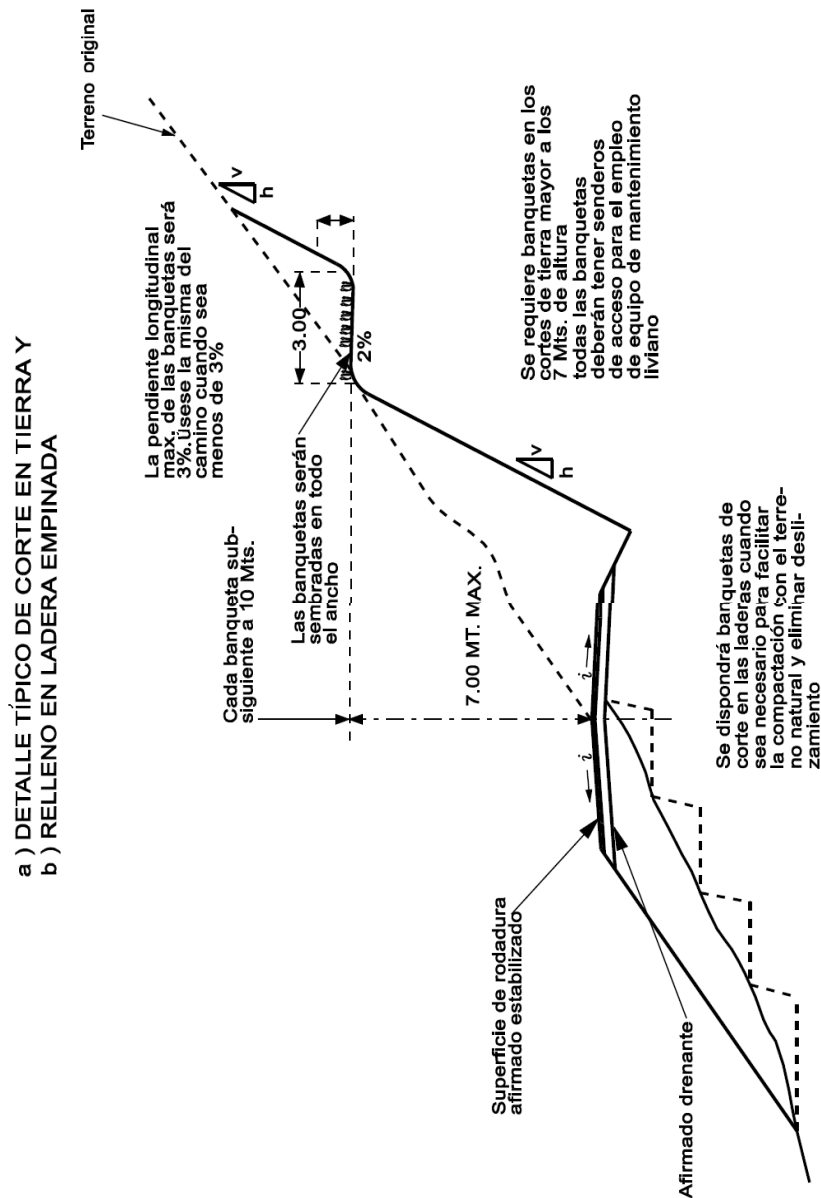 a ) DETALLE TÍPICO DE CORTE EN TIERRA Y
b ) RELLENO EN LADERA EMPINADA
Terreno original
La pendiente longitudinal
max. de las banquetas será
3%.úsese la misma del
camino cuando sea
menos de 3%
v
h
Cada banqueta sub-
siguiente a 10 Mts.
3.00
Las banquetas serán
sembradas en todo
el ancho
2%
Se requiere banquetas en los
cortes de tierra mayor a los
7 Mts. de altura
todas las banquetas
deberán tener senderos
de acceso para el empleo
de equipo de mantenimiento
liviano
7.00 MT. MAX.
v
h
i
i
Superficie de rodadura
afirmado estabilizado
Afirmado drenante
Se dispondrá banquetas de
corte en las laderas cuando
sea necesario para facilitar
la compactación con el terre-
no natural y eliminar desli-
zamiento